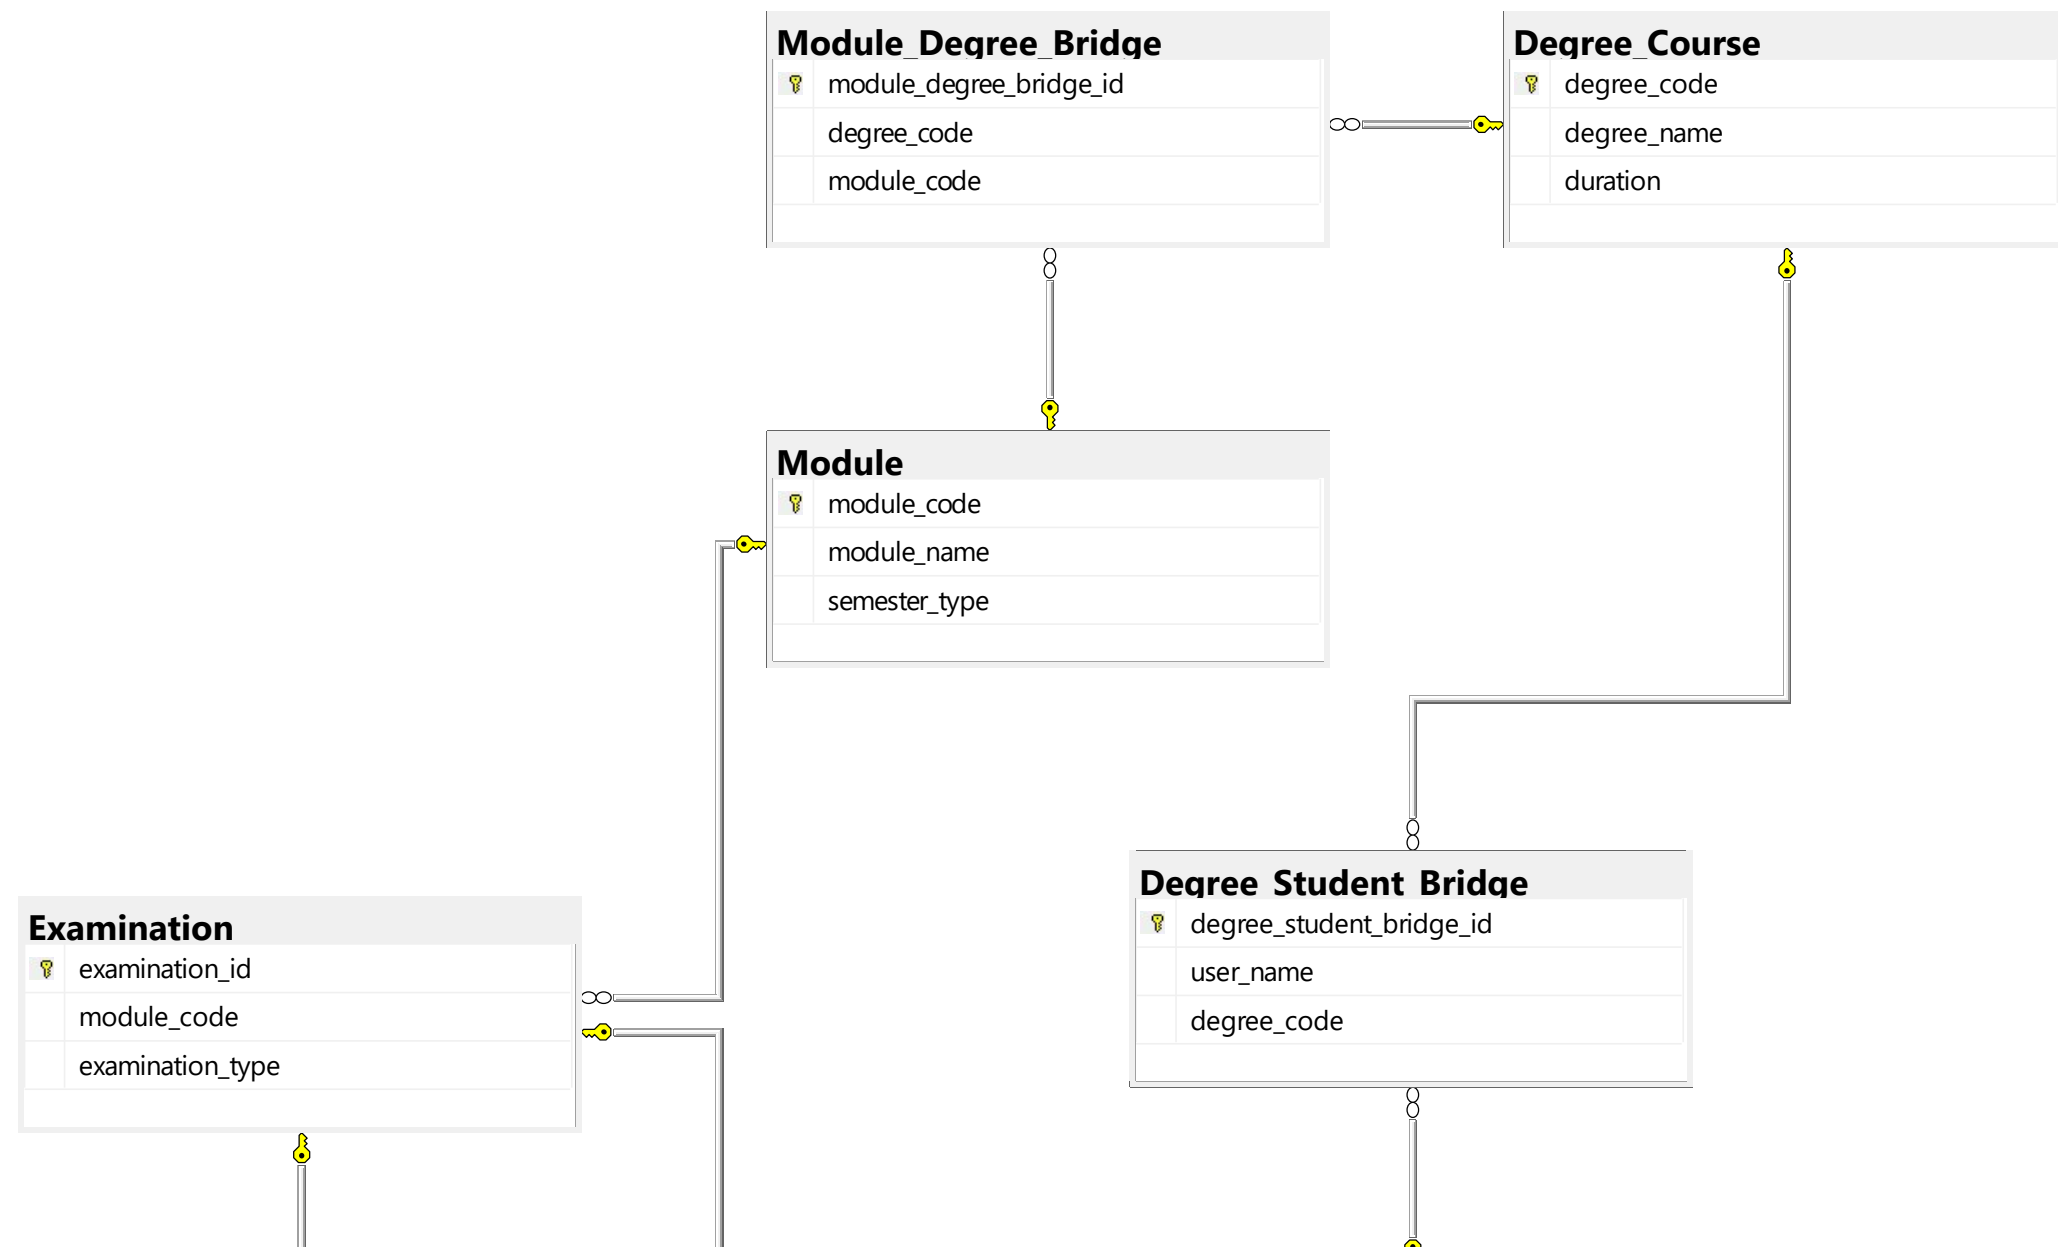 Module_Degree_Bridge
module_degree_bridge_id
degree_code
module_code
Degree_Course
degree_code
degree_name
duration
Module
module_code
module_name
semester_type
Examination
examination_id
module_code
examination_type
Degree_Student_Bridge
degree_student_bridge_id
user_name
degree_code